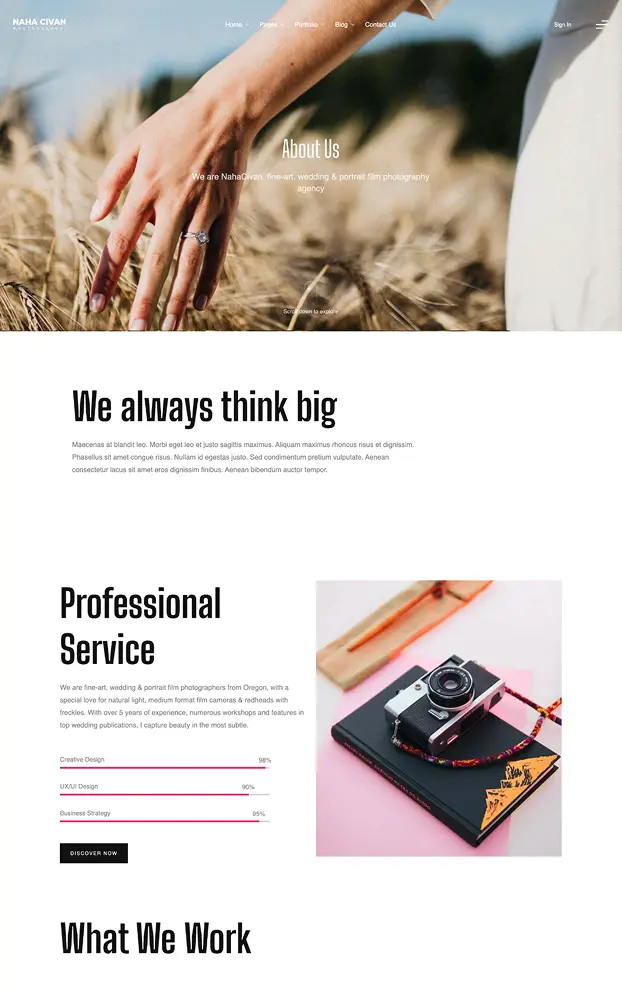 NAHA CIVAN
PHOTOGRAPHY
Home Pages Portfolio Blog Contact Us
Sign In
About Us
We are NahaCivan, fine-art, wedding & portrait film photography
agency
Scroll down to explore
We always think big
Maecenas at blandit leo. Morbi eget leo et justo sagittis maximus. Aliquam maximus rhoncus risus et dignissim.
Phasellus sit amet congue risus. Nullam id egestas justo. Sed condimentum pretium vulputate. Aenean
consectetur lacus sit amet eros dignissim finibus. Aenean bibendum auctor tempor.
Professional
Service
We are fine-art, wedding & portrait film photographers from Oregon, with a
special love for natural light, medium format film cameras & redheads with
freckles. With over 5 years of experience, numerous workshops and features in
top wedding publications, I capture beauty in the most subtle.
Creative Design 98%
UX/UI Design 90%
Business Strategy 95%
DISCOVER NOW
What We Work